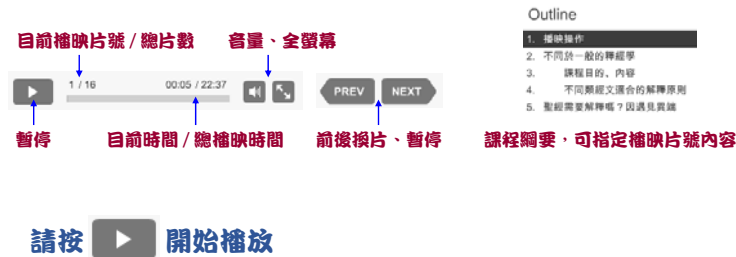 Outline
目前播映片號 / 總片數
音量、全螢幕
1. 播映操作
2. 不同於一般的釋經學
3. 課程目的、內容
4. 不同類經文適合的解釋原則
5. 聖經需要解釋嗎？因遇見異端
1 / 16
00:05 / 22:37
PREV
NEXT
暫停
目前時間 / 總播映時間
前後換片、暫停
課程綱要，可指定播映片號內容
請按
開始播放